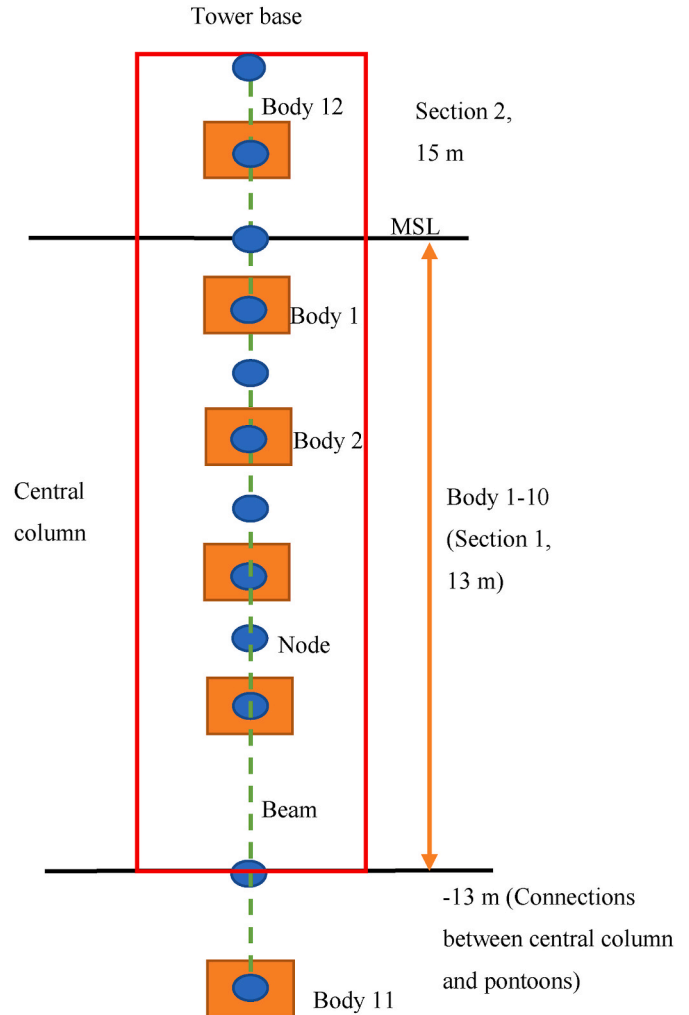 Tower base
Body 12
Section 2,
15 m
MSL
Body 1
Body 2
Central
column
Body 1-10
(Section 1,
13 m)
Node
Beam
-13 m (Connections
between central column
and pontoons)
Body 11